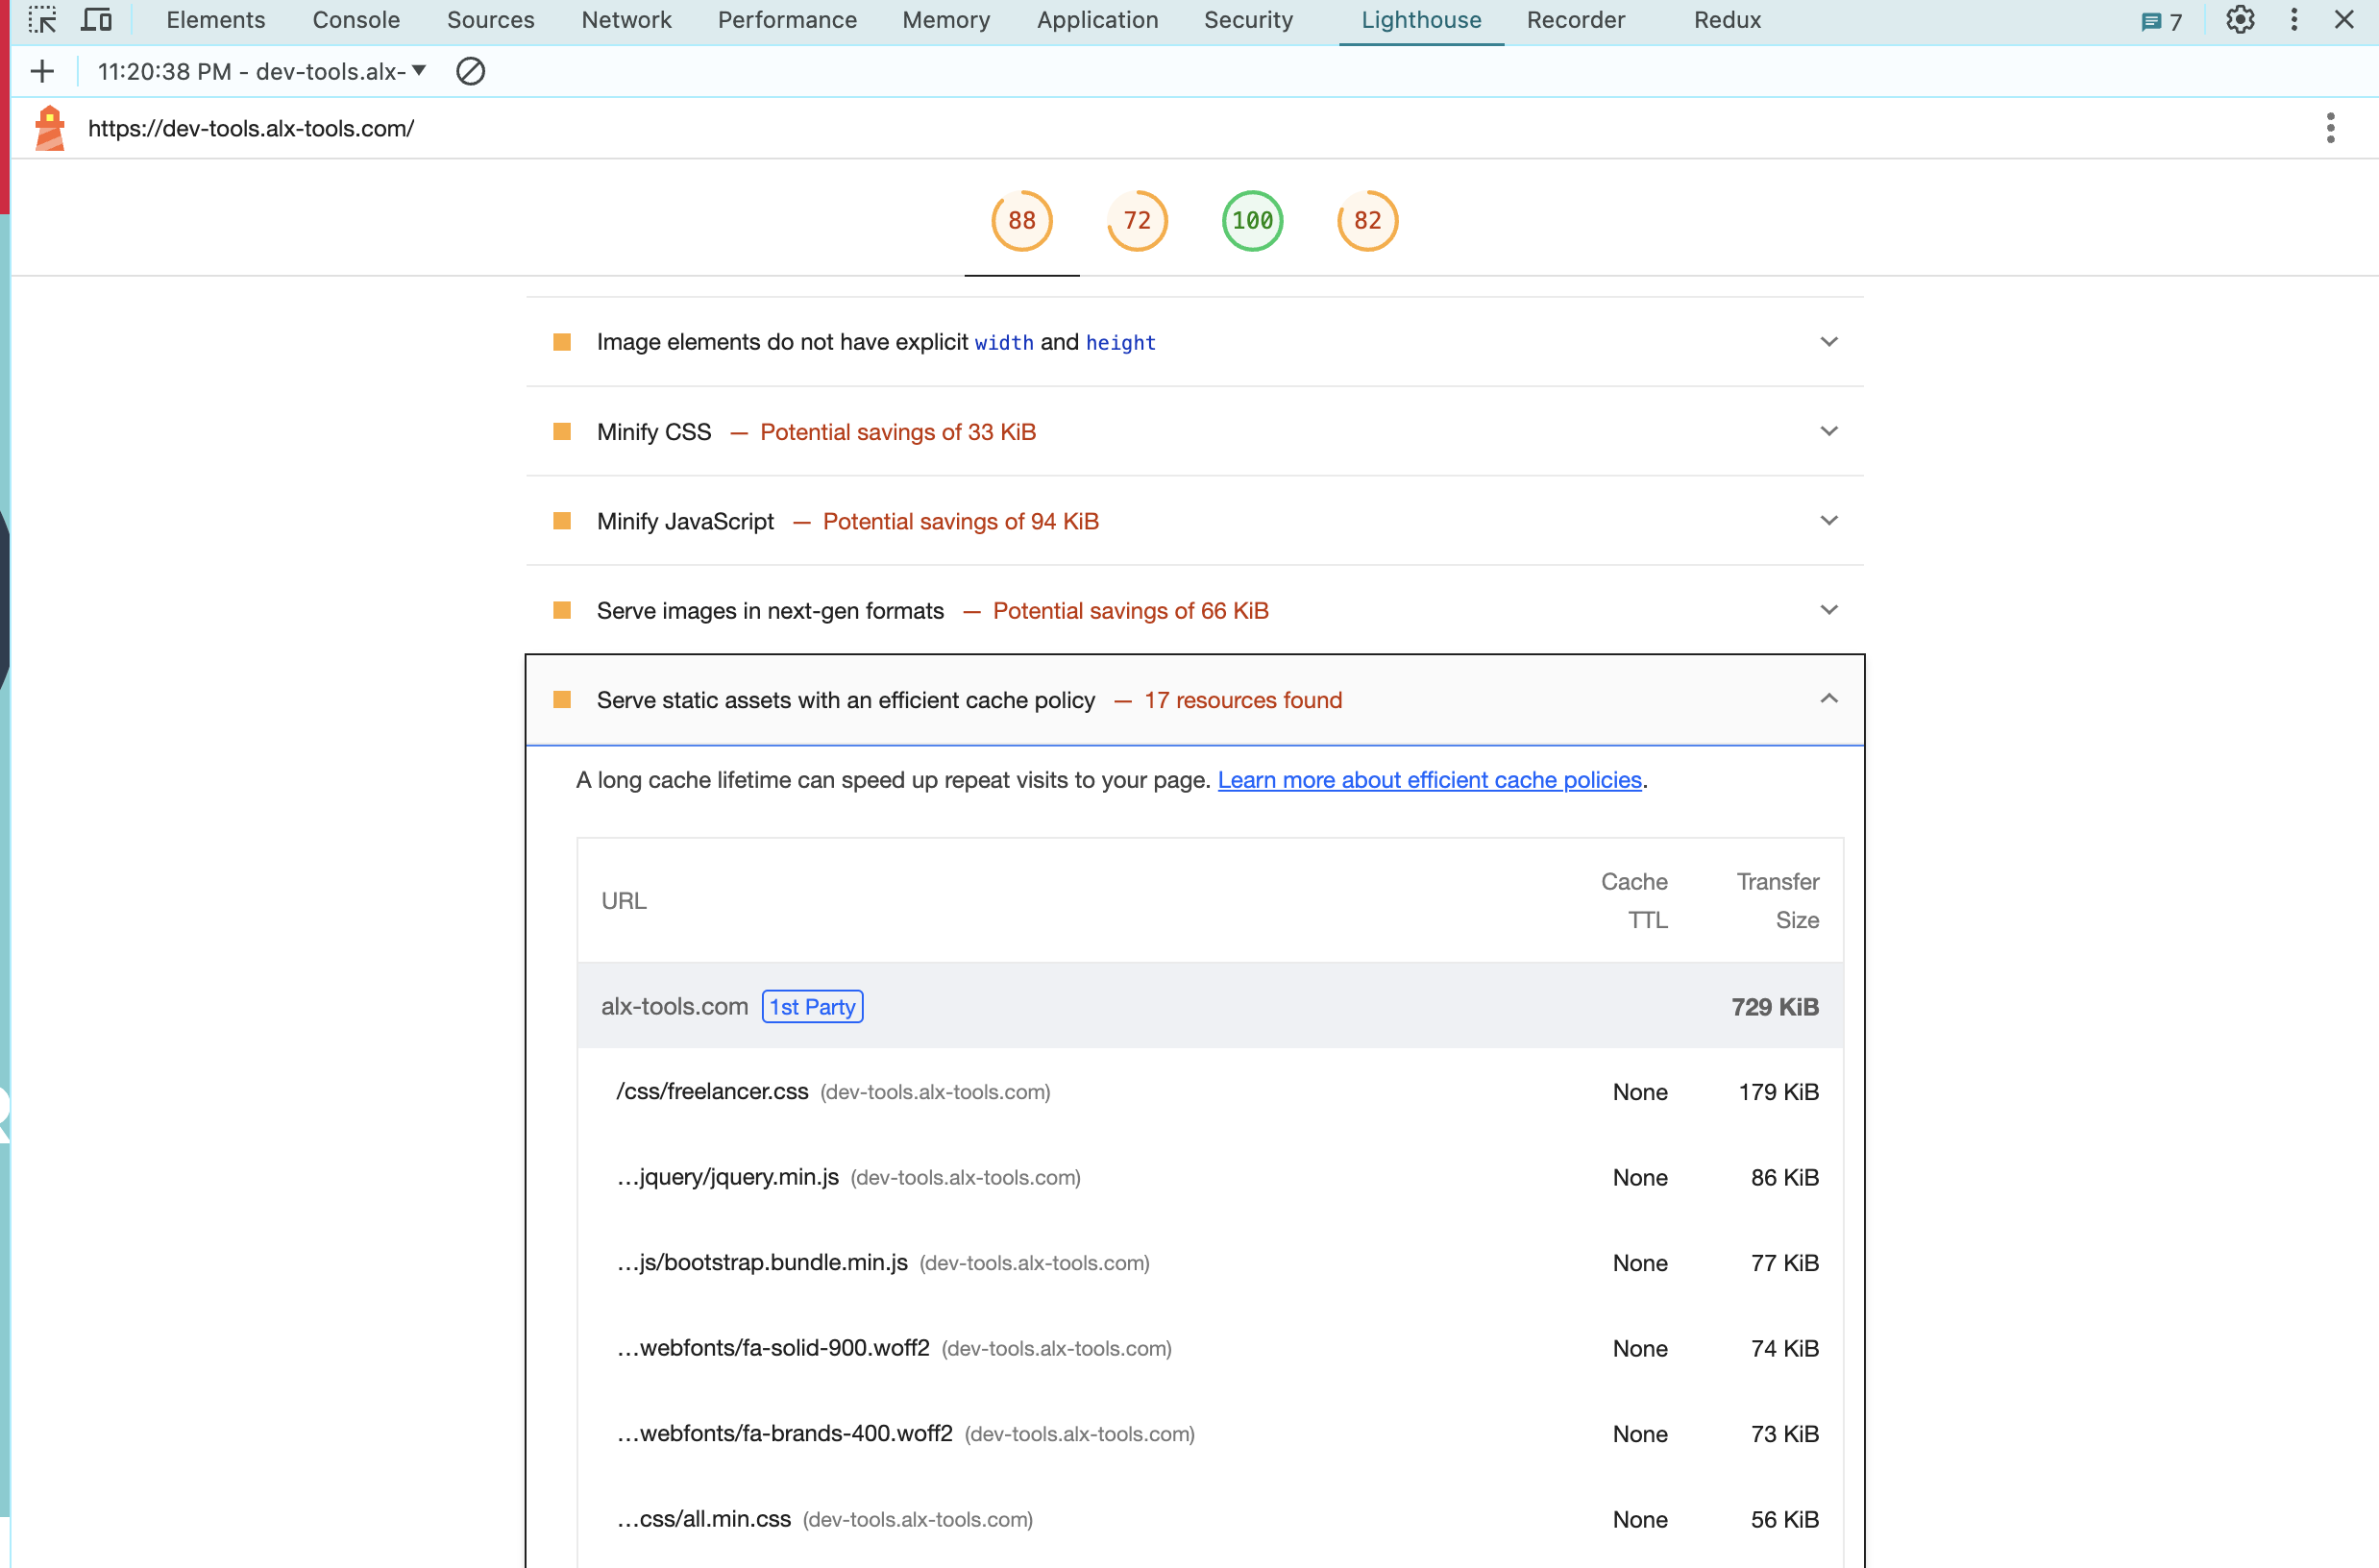 Elements Console Sources Network Performance Memory Application Security Lighthouse Recorder Redux 7
11:20:38 PM - dev-tools.alx-
https://dev-tools.alx-tools.com/
88 72 100 82
Image elements do not have explicit width and height
Minify CSS — Potential savings of 33 KiB
Minify JavaScript — Potential savings of 94 KiB
Serve images in next-gen formats — Potential savings of 66 KiB
Serve static assets with an efficient cache policy — 17 resources found
A long cache lifetime can speed up repeat visits to your page. Learn more about efficient cache policies.
URL Cache TTL Transfer Size
alx-tools.com 1st Party 729 KiB
/css/freelancer.css (dev-tools.alx-tools.com) None 179 KiB
…jquery/jquery.min.js (dev-tools.alx-tools.com) None 86 KiB
…js/bootstrap.bundle.min.js (dev-tools.alx-tools.com) None 77 KiB
…webfonts/fa-solid-900.woff2 (dev-tools.alx-tools.com) None 74 KiB
…webfonts/fa-brands-400.woff2 (dev-tools.alx-tools.com) None 73 KiB
…css/all.min.css (dev-tools.alx-tools.com) None 56 KiB